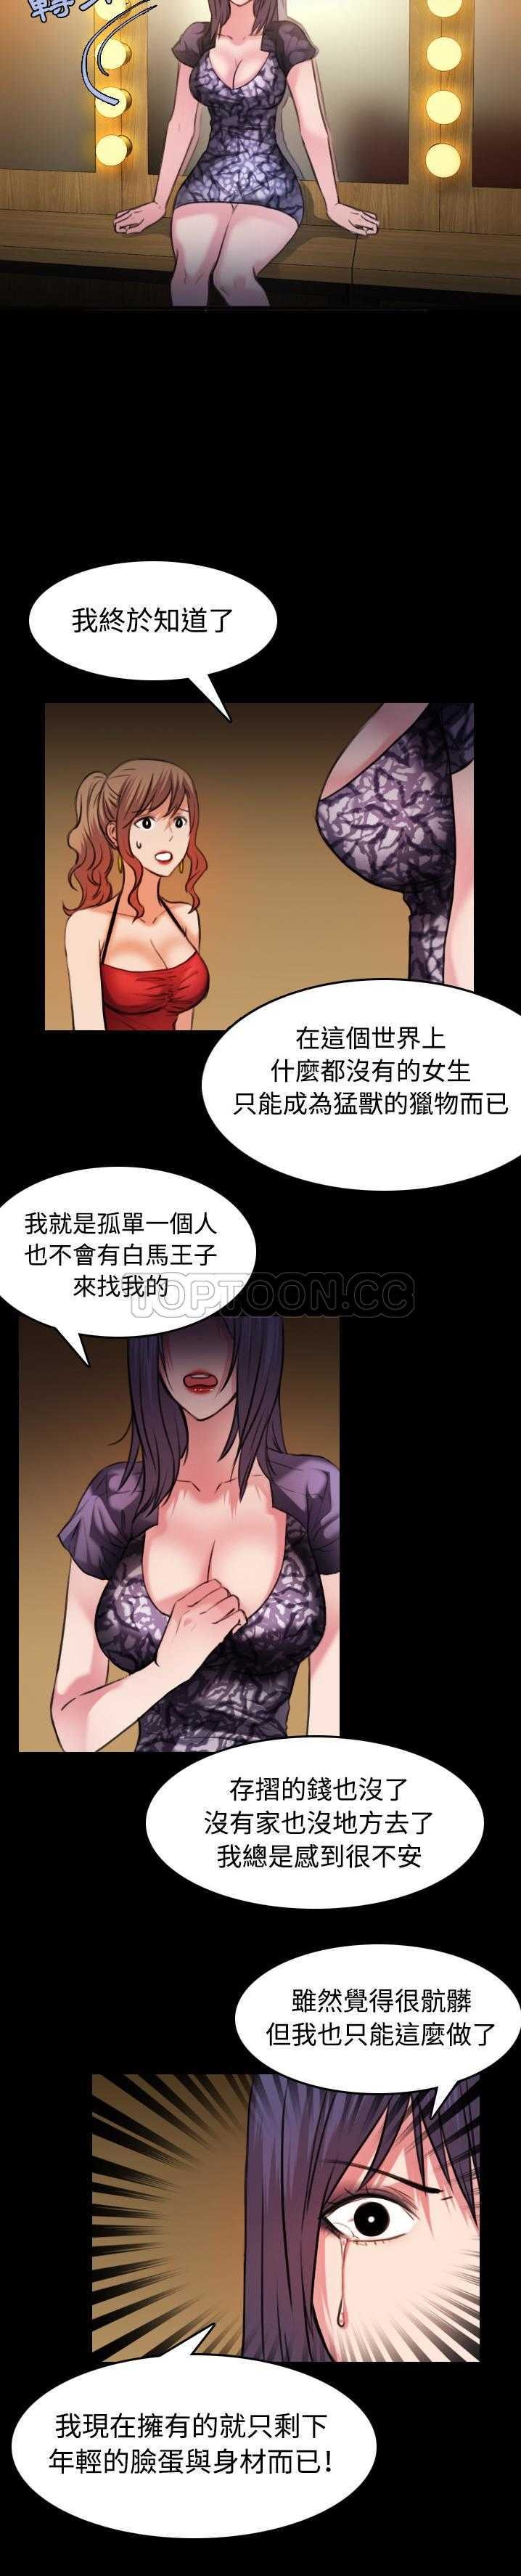 轉
我終於知道了
在這個世界上
什麼都沒有的女生
只能成為猛獸的獵物而已
我就是孤單一個人
也不會有白馬王子
來找我的
TOPTOON.CC
存摺的錢也沒了
沒有家也沒地方去了
我總是感到很不安
雖然覺得很骯髒
但我也只能這麼做了
我現在擁有的就只剩下
年輕的臉蛋與身材而已!